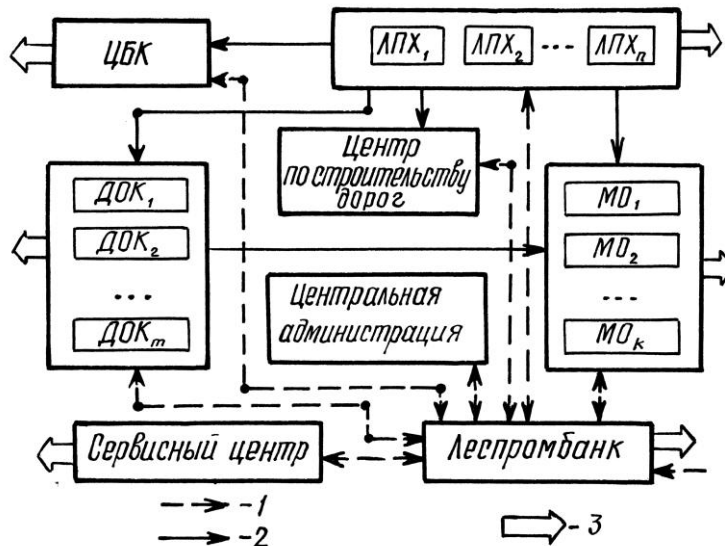 ЦБК
ЛПХ₁ ЛПХ₂ ... ЛПХₙ
Центр
по строительству
дорог
ДОК₁
ДОК₂
...
ДОКₘ
МО₁
МО₂
...
МОₖ
Центральная
администрация
Сервисный центр
Леспромбанк
-1
-2
-3